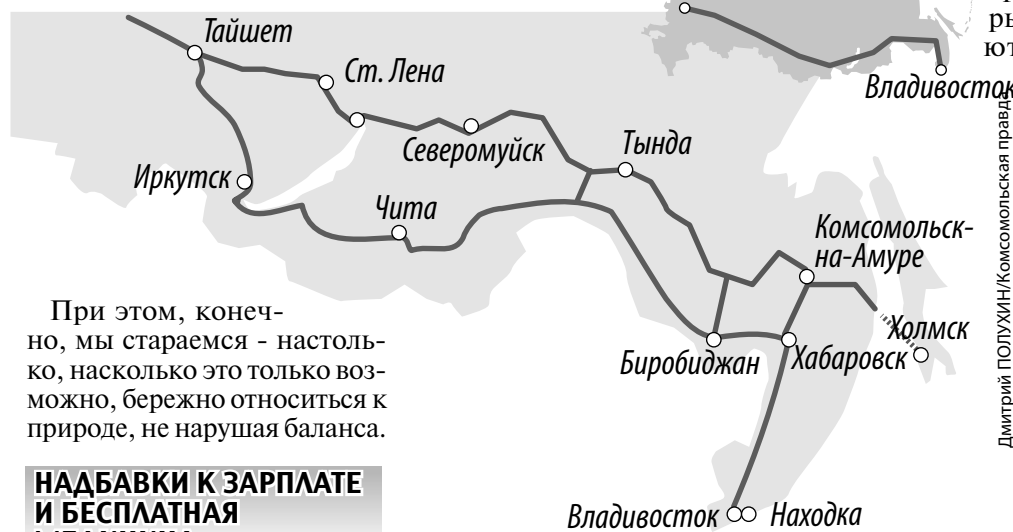 Тайшет
Ст. Лена
Северомуйск
Тында
Иркутск
Чита
Комсомольск-
на-Амуре
Холмск
Биробиджан
Хабаровск
Владивосток
Находка
Владивосток
Дмитрий ПОЛУХИН/Комсомольская правда
При этом, конеч-
но, мы стараемся - настоль-
ко, насколько это только воз-
можно, бережно относиться к
природе, не нарушая баланса.
НАДБАВКИ К ЗАРПЛАТЕ
И БЕСПЛАТНАЯ